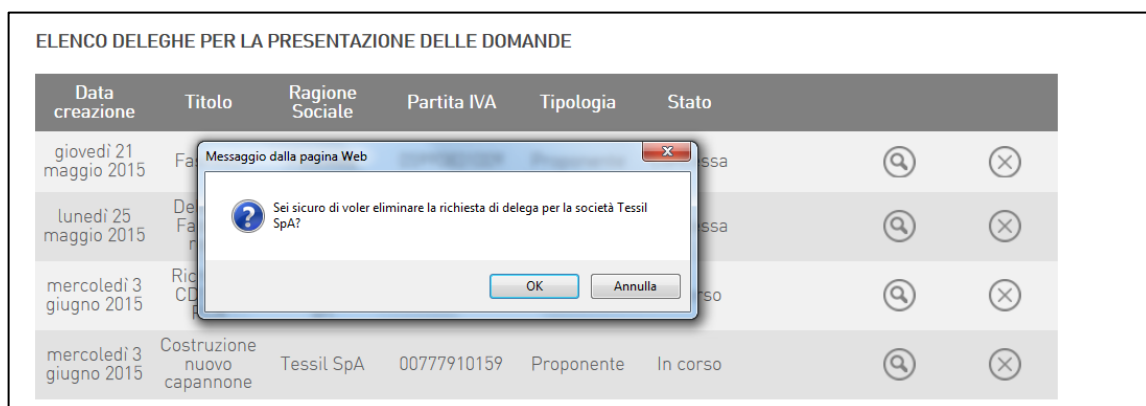 ELENCO DELEGHE PER LA PRESENTAZIONE DELLE DOMANDE
Data creazione Titolo Ragione Sociale Partita IVA Tipologia Stato
giovedì 21
maggio 2015
Messaggio dalla pagina Web
Sei sicuro di voler eliminare la richiesta di delega per la società Tessil
SpA?
OK Annulla
lunedì 25
maggio 2015
mercoledì 3
giugno 2015
mercoledì 3
giugno 2015
Costruzione
nuovo
capannone
Tessil SpA 00777910159 Proponente In corso